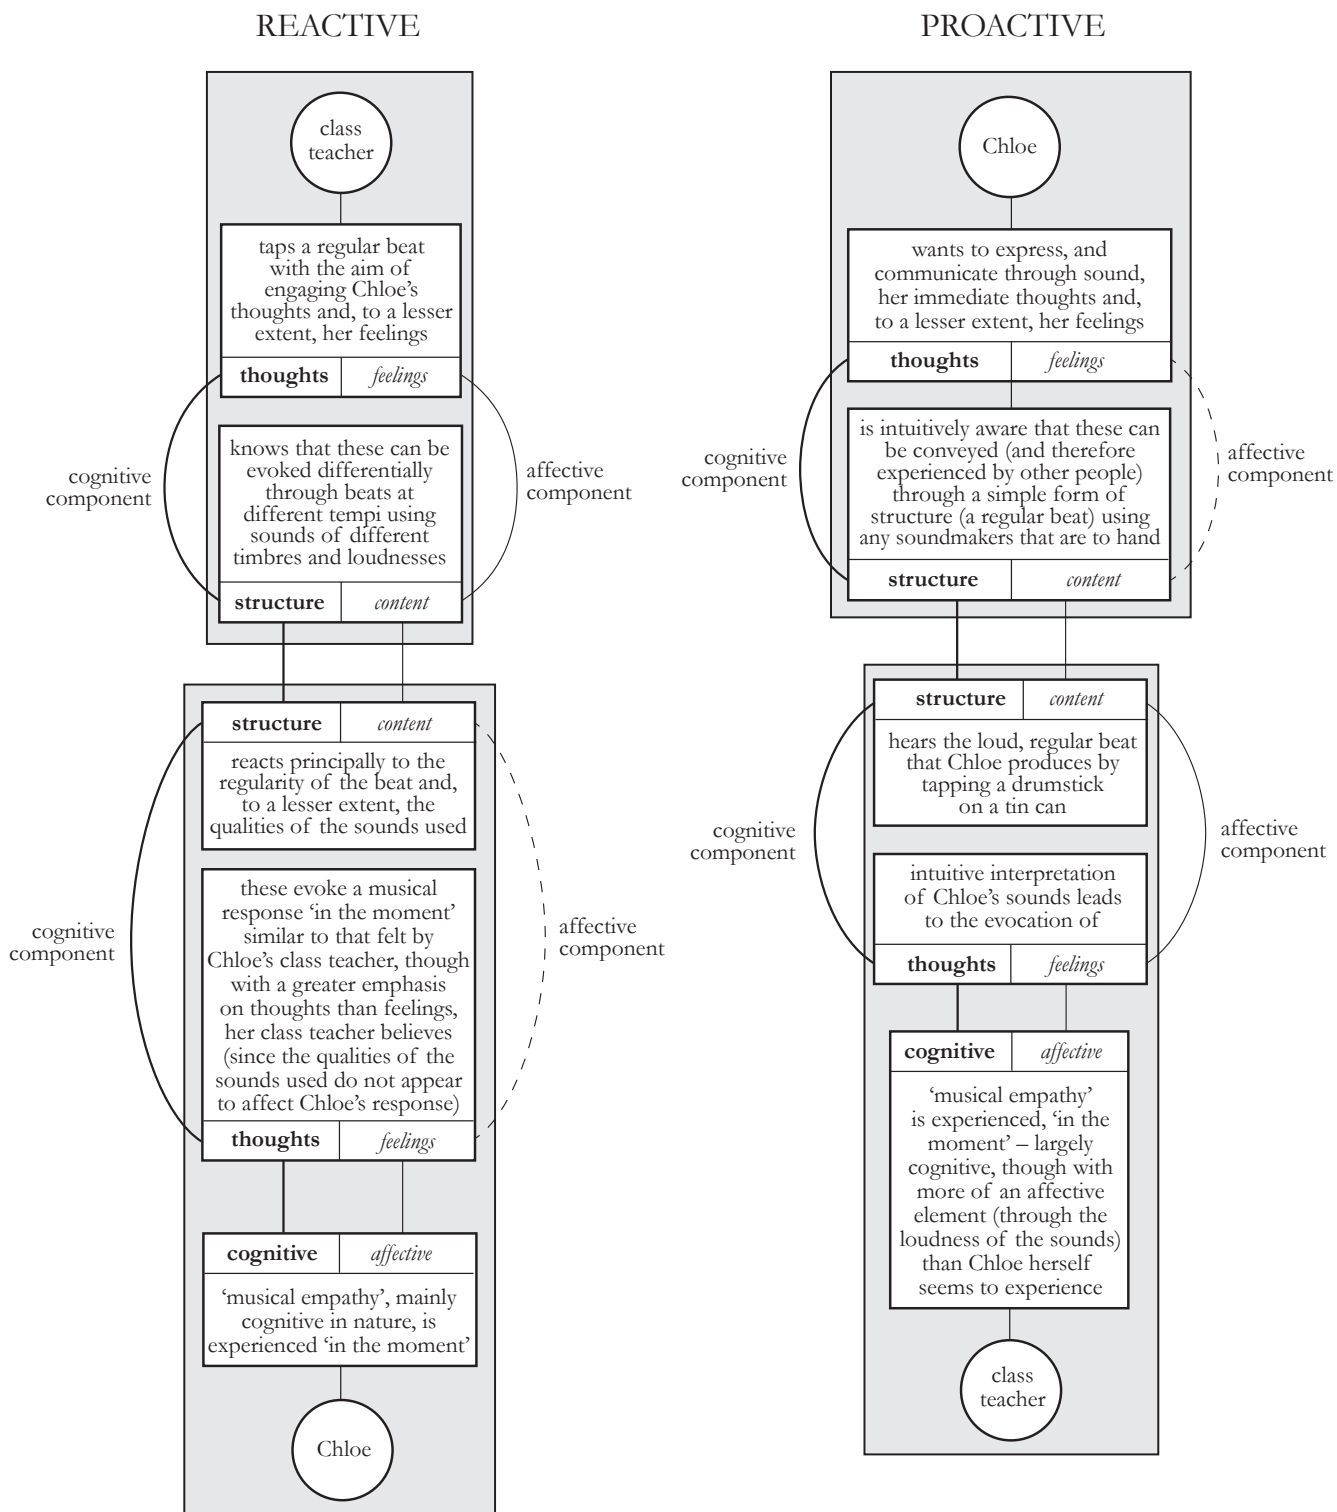 REACTIVE
class
teacher
taps a regular beat
with the aim of
engaging Chloe's
thoughts and, to a lesser
extent, her feelings
thoughts
feelings
cognitive
component
affective
component
knows that these can be
evoked differentially
through beats at
different tempi using
sounds of different
timbres and loudnesses
structure
content
structure
content
reacts principally to the
regularity of the beat and,
to a lesser extent, the
qualities of the sounds used
cognitive
component
affective
component
these evoke a musical
response ‘in the moment’
similar to that felt by
Chloe's class teacher, though
with a greater emphasis
on thoughts than feelings,
her class teacher believes
(since the qualities of the
sounds used do not appear
to affect Chloe's response)
thoughts
feelings
cognitive
affective
‘musical empathy’, mainly
cognitive in nature, is
experienced ‘in the moment’
Chloe
PROACTIVE
Chloe
wants to express, and
communicate through sound,
her immediate thoughts and,
to a lesser extent, her feelings
thoughts
feelings
cognitive
component
affective
component
is intuitively aware that these can
be conveyed (and therefore
experienced by other people)
through a simple form of
structure (a regular beat) using
any soundmakers that are to hand
structure
content
structure
content
hears the loud, regular beat
that Chloe produces by
tapping a drumstick
on a tin can
cognitive
component
affective
component
intuitive interpretation
of Chloe's sounds leads
to the evocation of
thoughts
feelings
cognitive
affective
‘musical empathy’
is experienced, ‘in the
moment’ – largely
cognitive, though with
more of an affective
element (through the
loudness of the sounds)
than Chloe herself
seems to experience
class
teacher